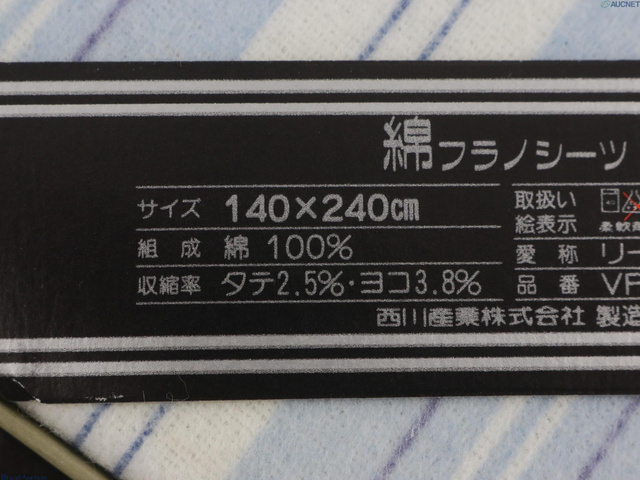 AUCNET
綿フラノシーツ
サイズ 140×240cm
組成 綿 100%
収縮率 タテ2.5%・ヨコ3.8%
取扱い
絵表示
愛称 リー
品番 VP
西川産業株式会社 製造